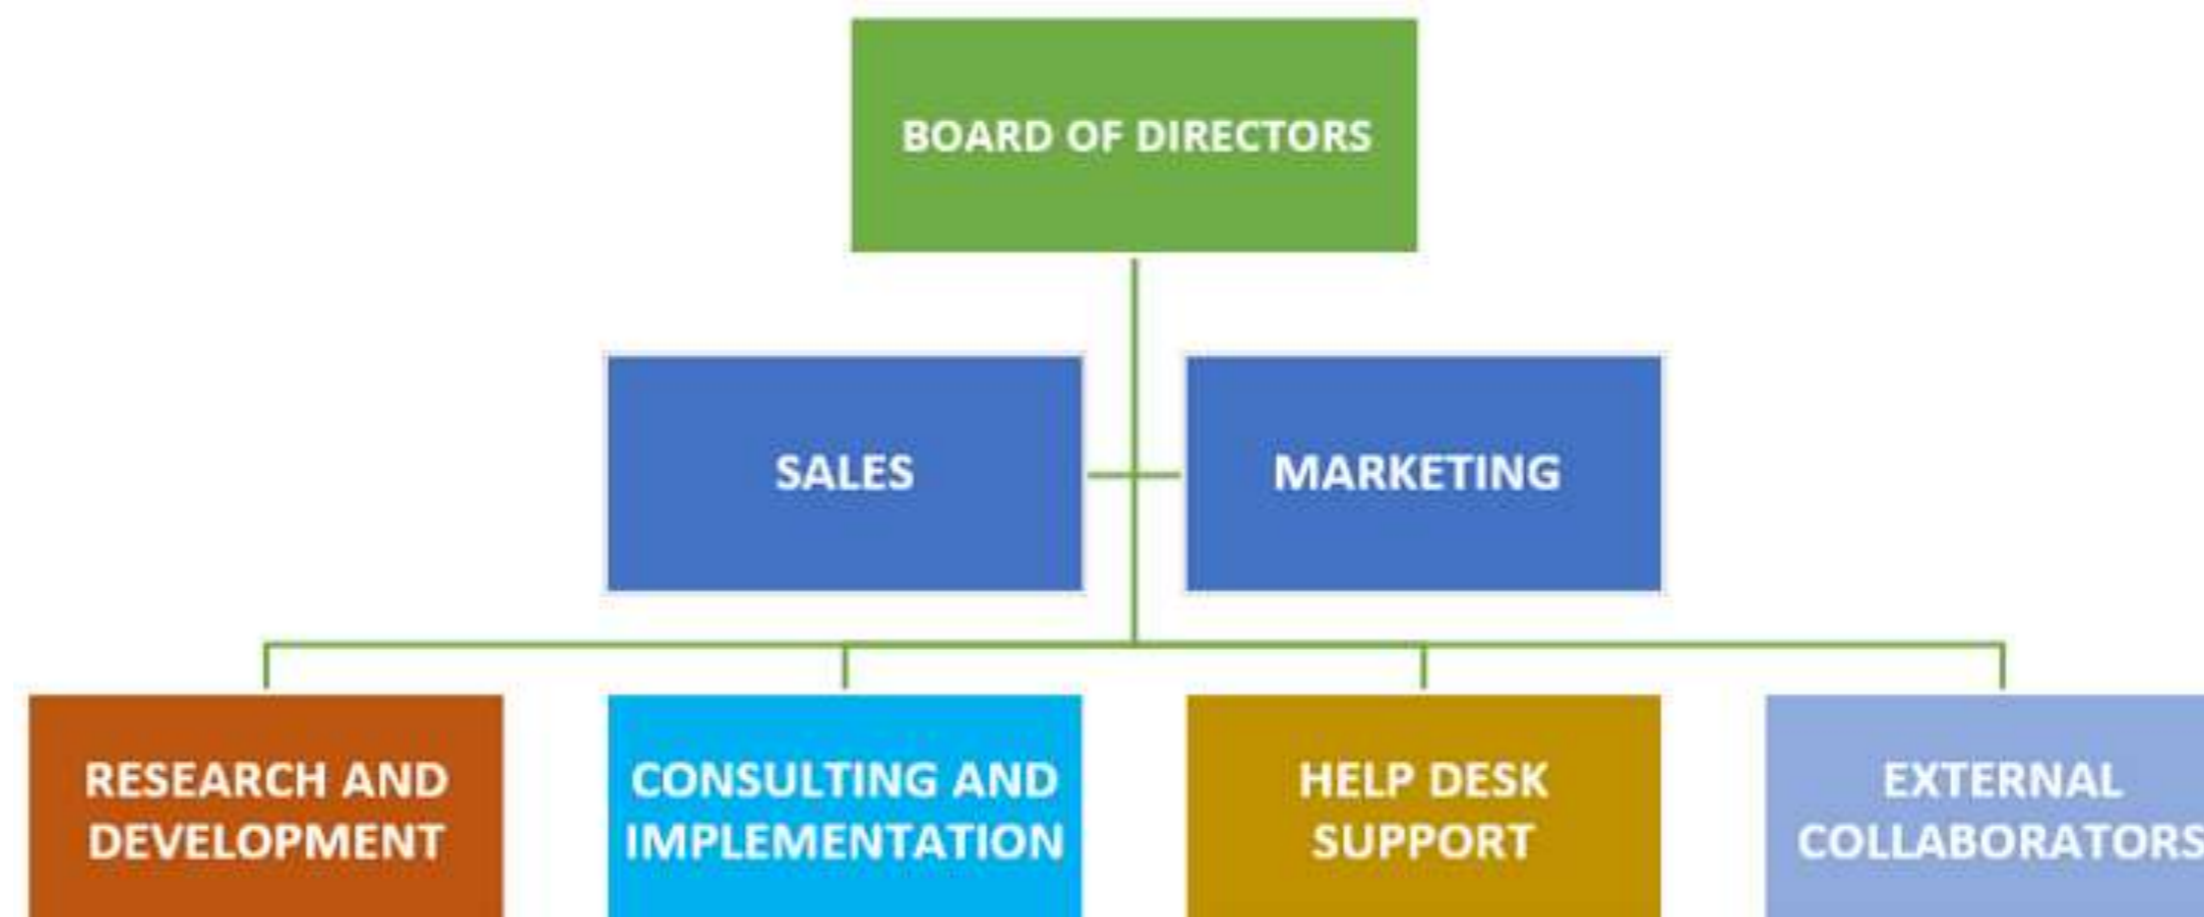 BOARD OF DIRECTORS
SALES
MARKETING
RESEARCH AND
DEVELOPMENT
CONSULTING AND
IMPLEMENTATION
HELP DESK
SUPPORT
EXTERNAL
COLLABORATORS